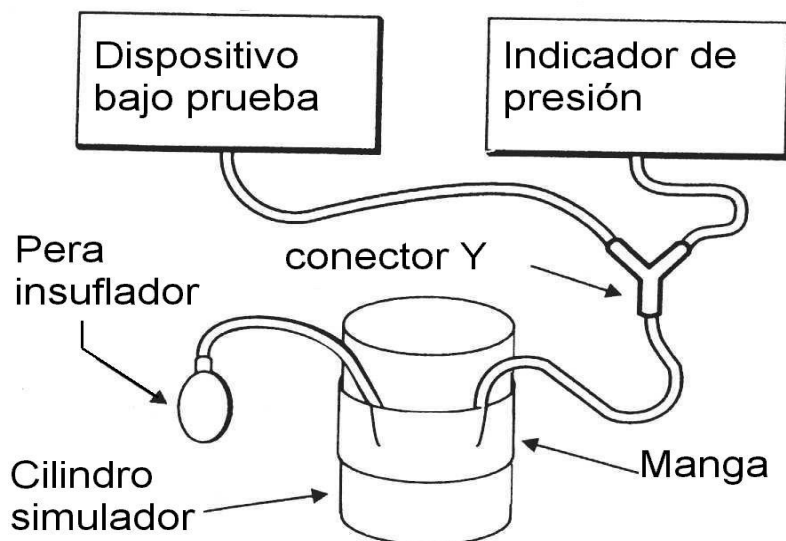 Dispositivo
bajo prueba
Indicador de
presión
Pera
insuflador
conector Y
Cilindro
simulador
Manga